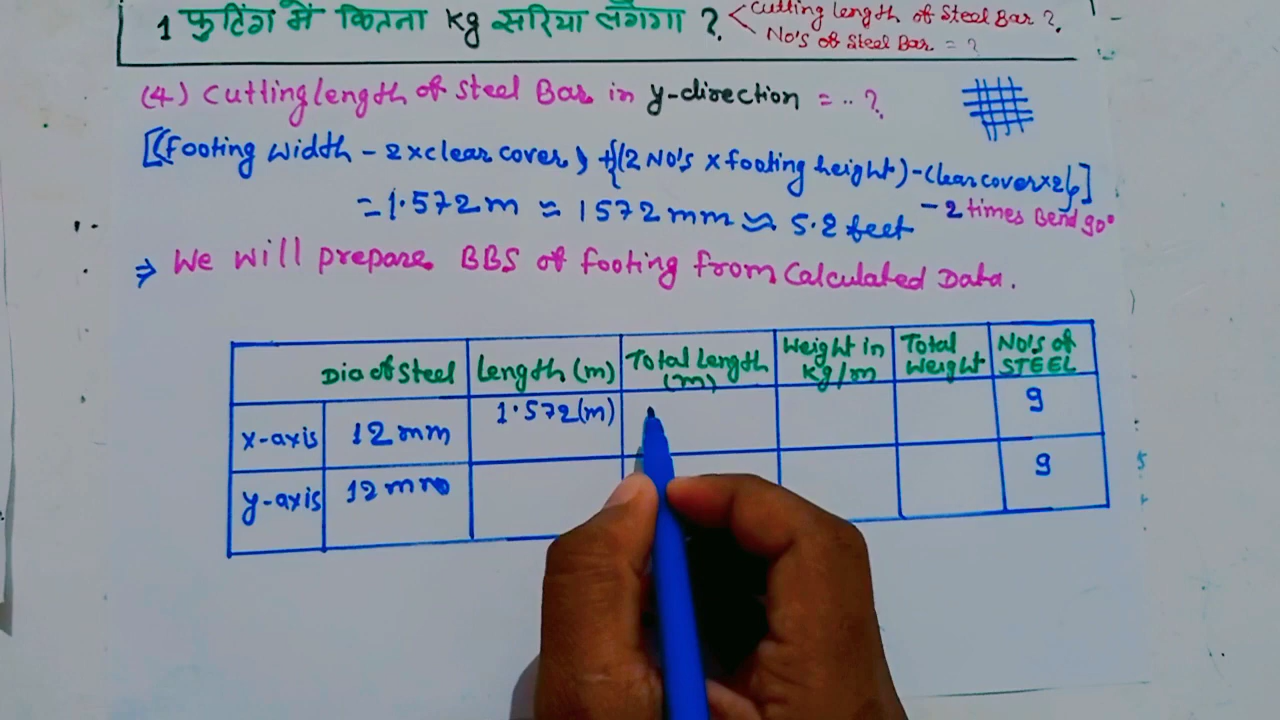 1 फुटिंग में कितना kg सरिया लगेगा ?
Cutting length of Steel Bar ?
No's of Steel Bar = ?
(4) Cutting length of Steel Bar in y-direction = .. ?
[(footing width - 2 x clear cover) + {(2 No's x footing height) - clear cover x 2}]
- 2 times Bend 90°
= 1.572 m ≈ 1572 mm ≈ 5.2 feet
⇒ We will prepare BBS of footing from Calculated Data.
Dia of Steel Length (m) Total Length (m) Weight in kg/m Total Weight No's of STEEL
x-axis 12 mm 1.572 (m) 9
y-axis 12 mm 9